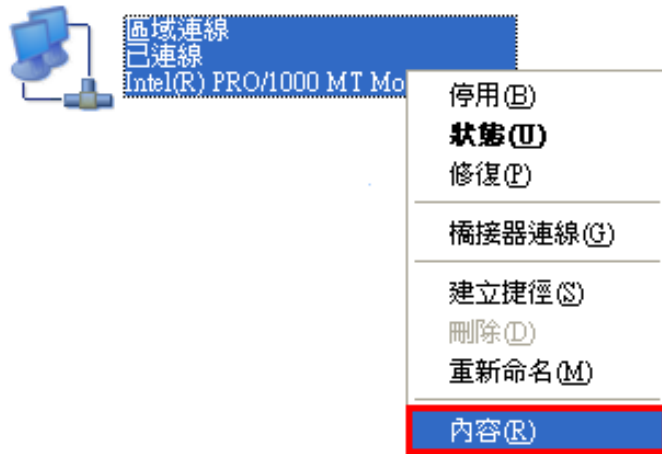 區域連線
已連線
Intel(R) PRO/1000 MT Mo
停用(B)
狀態(U)
修復(P)
橋接器連線(G)
建立捷徑(S)
刪除(D)
重新命名(M)
內容(R)